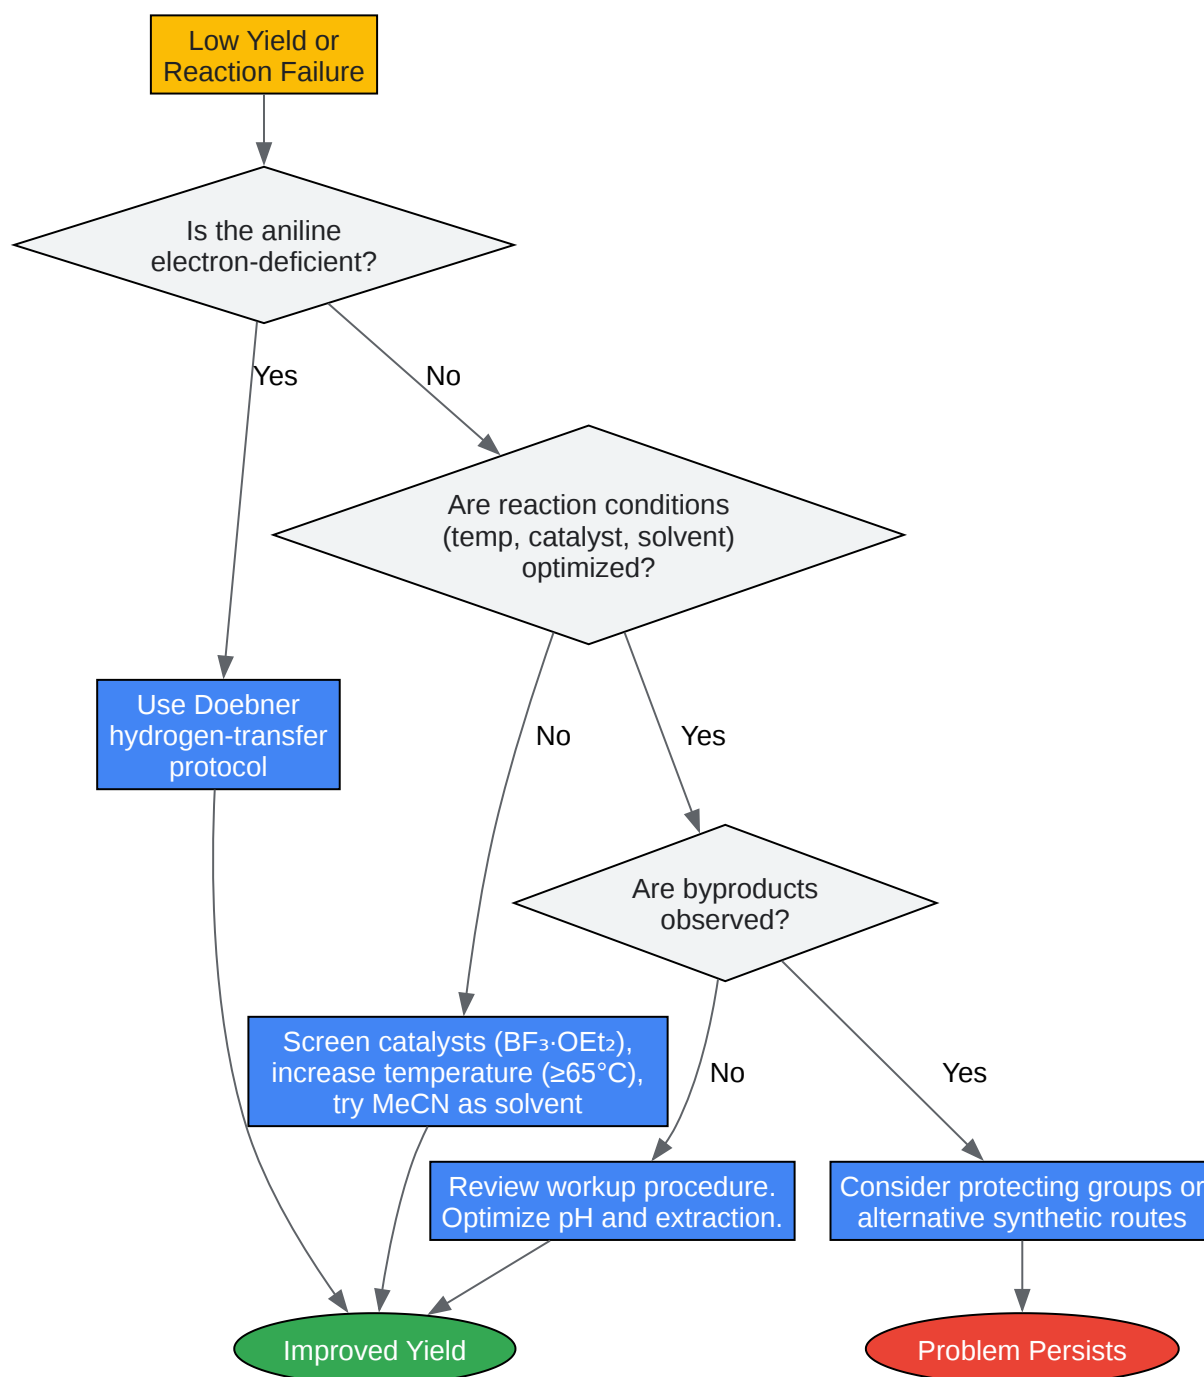 Low Yield or
Reaction Failure
Is the aniline
electron-deficient?
Yes
No
Are reaction conditions
(temp, catalyst, solvent)
optimized?
Use Doebner
hydrogen-transfer
protocol
No
Yes
Are byproducts
observed?
Screen catalysts (BF₃·OEt₂),
increase temperature (≥65°C),
try MeCN as solvent
No
Yes
Review workup procedure.
Optimize pH and extraction.
Consider protecting groups or
alternative synthetic routes
Improved Yield
Problem Persists